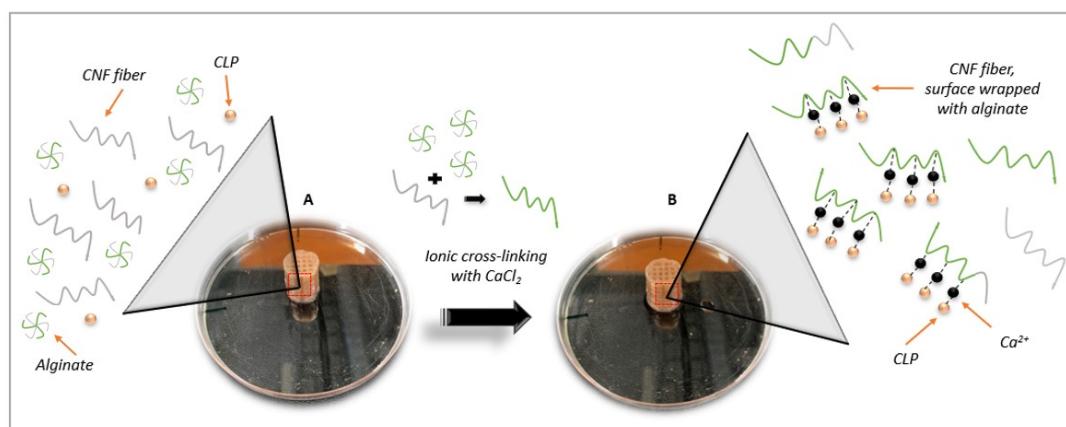 CNF fiber
CLP
Alginate
A
Ionic cross-linking
with CaCl₂
B
CNF fiber,
surface wrapped
with alginate
CLP
Ca²⁺